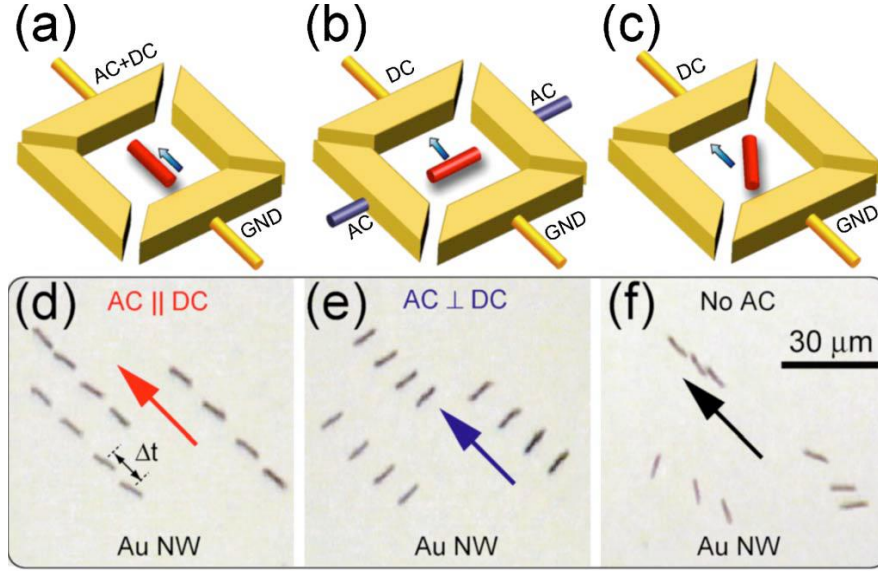 (a) (b) (c)
AC+DC DC AC DC
AC
GND GND GND
(d) AC || DC (e) AC ⊥ DC (f) No AC
30 μm
Δt
Au NW Au NW Au NW